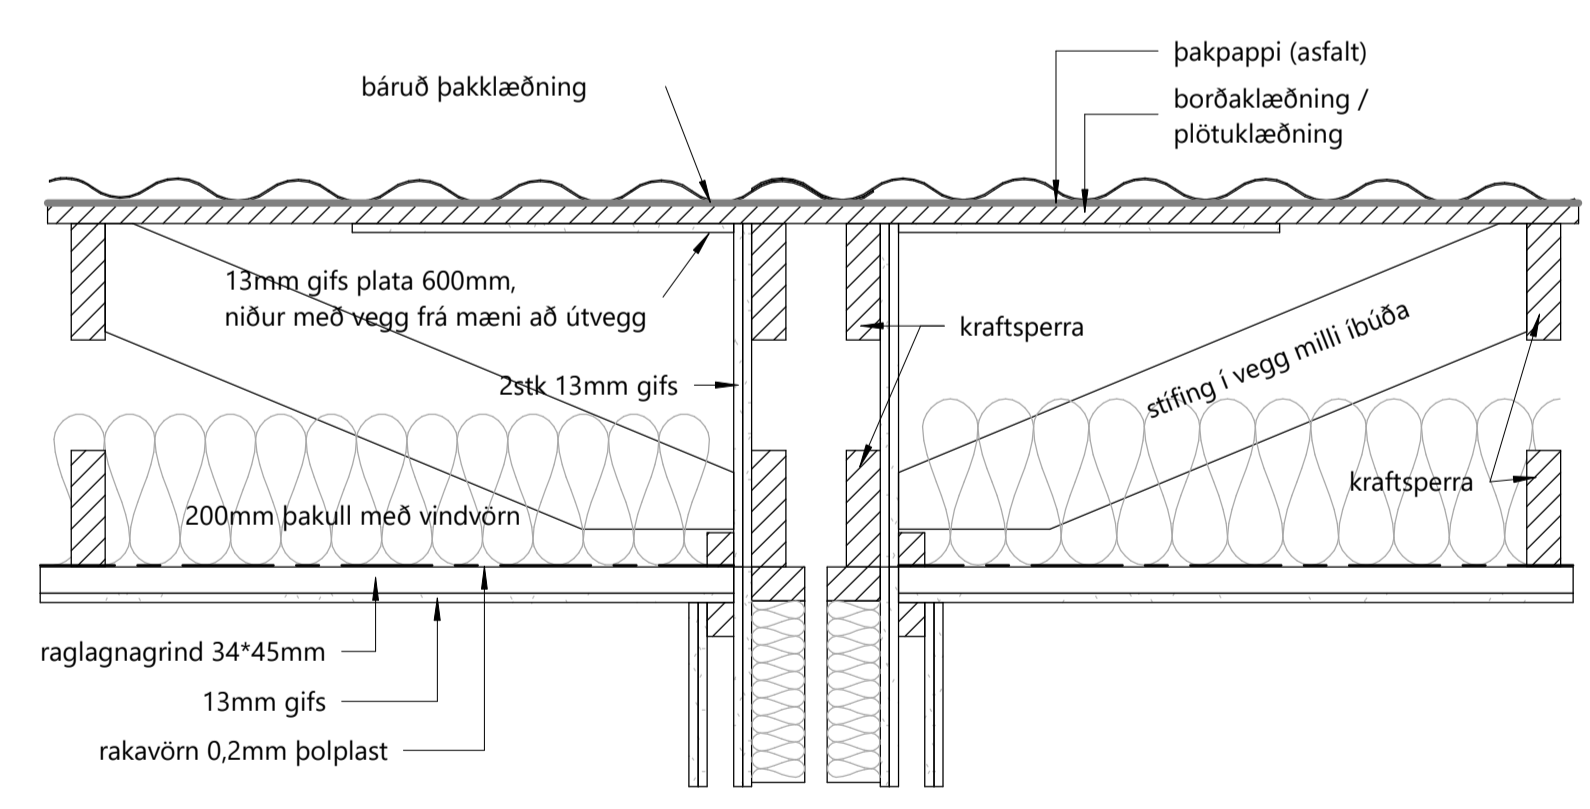 þakpappi (asfalt)
báruð þakklæðning
borðaklæðning /
plötuklæðning
13mm gifs plata 600mm,
niður með vegg frá mæni að útvegg
kraftsperra
stífing í vegg milli íbúða
2stk 13mm gifs
kraftsperra
200mm þakull með vindvörn
raglagnagrind 34*45mm
13mm gifs
rakavörn 0,2mm þolplast